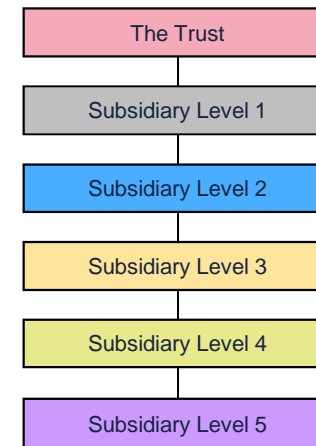 The Trust
Subsidiary Level 1
Subsidiary Level 2
Subsidiary Level 3
Subsidiary Level 4
Subsidiary Level 5